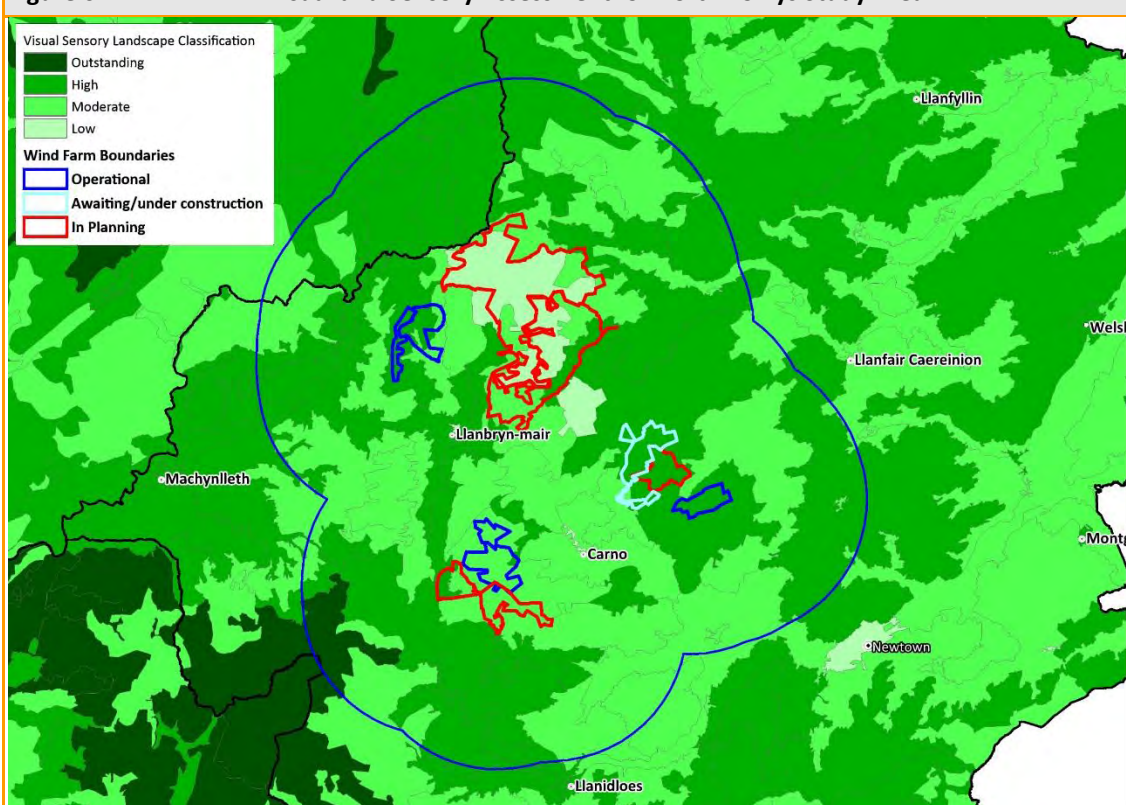 Visual Sensory Landscape Classification
Outstanding
High
Moderate
Low
Wind Farm Boundaries
Operational
Awaiting/under construction
In Planning
Llanfyllin
Llanfair Caereinion
Llanbryn-mair
Machynlleth
Carno
Newtown
Llanidloes